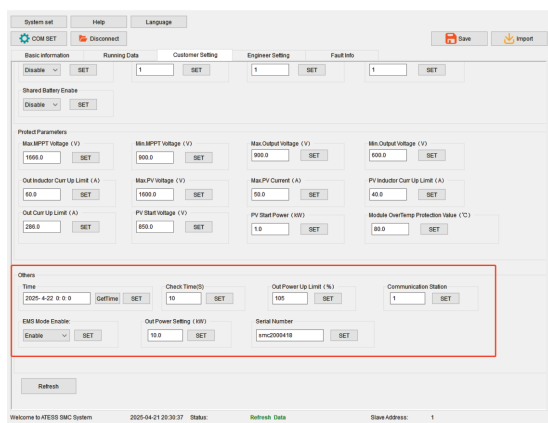 System set Help Language
COM SET Disconnect Save Import
Basic information Running Data Customer Setting Engineer Setting Fault Info
Disable SET 1 SET 1 SET 1 SET
Shared Battery Enabe
Disable SET
Protect Parameters
Max.MPPT Voltage (V) Min.MPPT Voltage (V) Max.Output Voltage (V) Min.Output Voltage (V)
1666.0 SET 900.0 SET 900.0 SET 600.0 SET
Out Inductor Curr Up Limit (A) Max.PV Voltage (V) Max.PV Current (A) PV Inductor Curr Up Limit (A)
60.0 SET 1600.0 SET 50.0 SET 40.0 SET
Out Curr Up Limit (A) PV Start Voltage (V) PV Start Power (kW) Module OverTemp Protection Value (℃)
286.0 SET 850.0 SET 1.0 SET 80.0 SET
Others
Time Check Time(S) Out Power Up Limit (%) Communication Station
2025-4-22 0:0:0 GetTime SET 10 SET 105 SET 1 SET
EMS Mode Enable: Out Power Setting (kW) Serial Number
Enable SET 10.0 SET smc2000418 SET
Refresh
Welcome to ATESS SMC System 2025-04-21 20:30:37 Status: Refresh Data Slave Address: 1